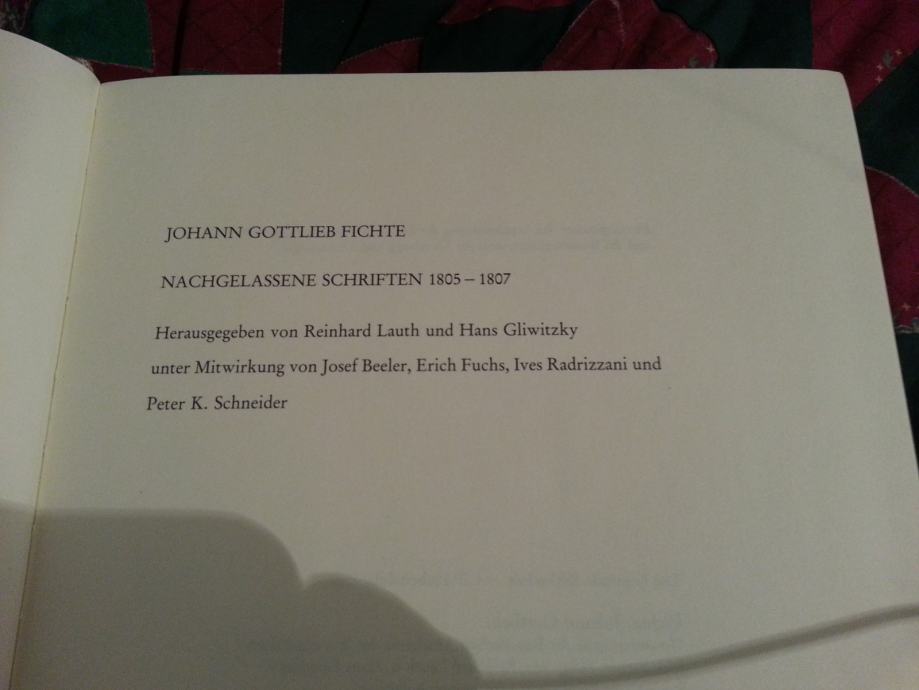 JOHANN GOTTLIEB FICHTE
NACHGELASSENE SCHRIFTEN 1805 – 1807
Herausgegeben von Reinhard Lauth und Hans Gliwitzky
unter Mitwirkung von Josef Beeler, Erich Fuchs, Ives Radrizzani und
Peter K. Schneider